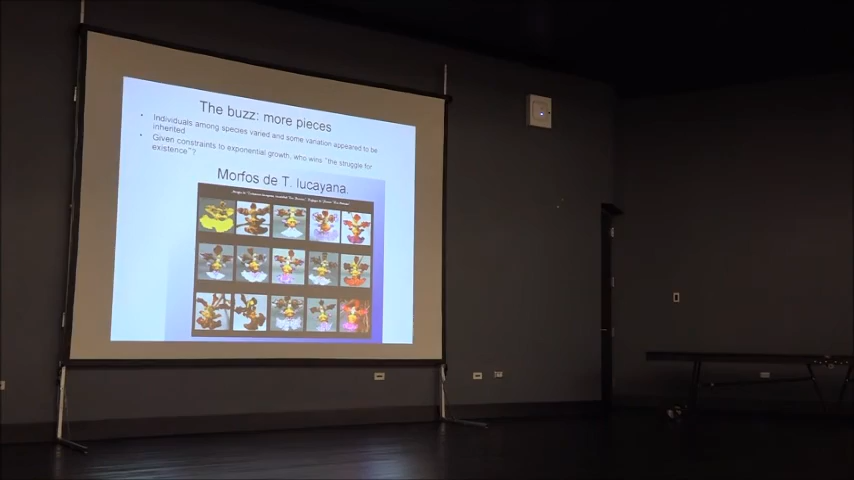 The buzz: more pieces
• Individuals among species varied and some variation appeared to be
inherited
• Given constraints to exponential growth, who wins "the struggle for
existence"?
Morfos de T. lucayana.